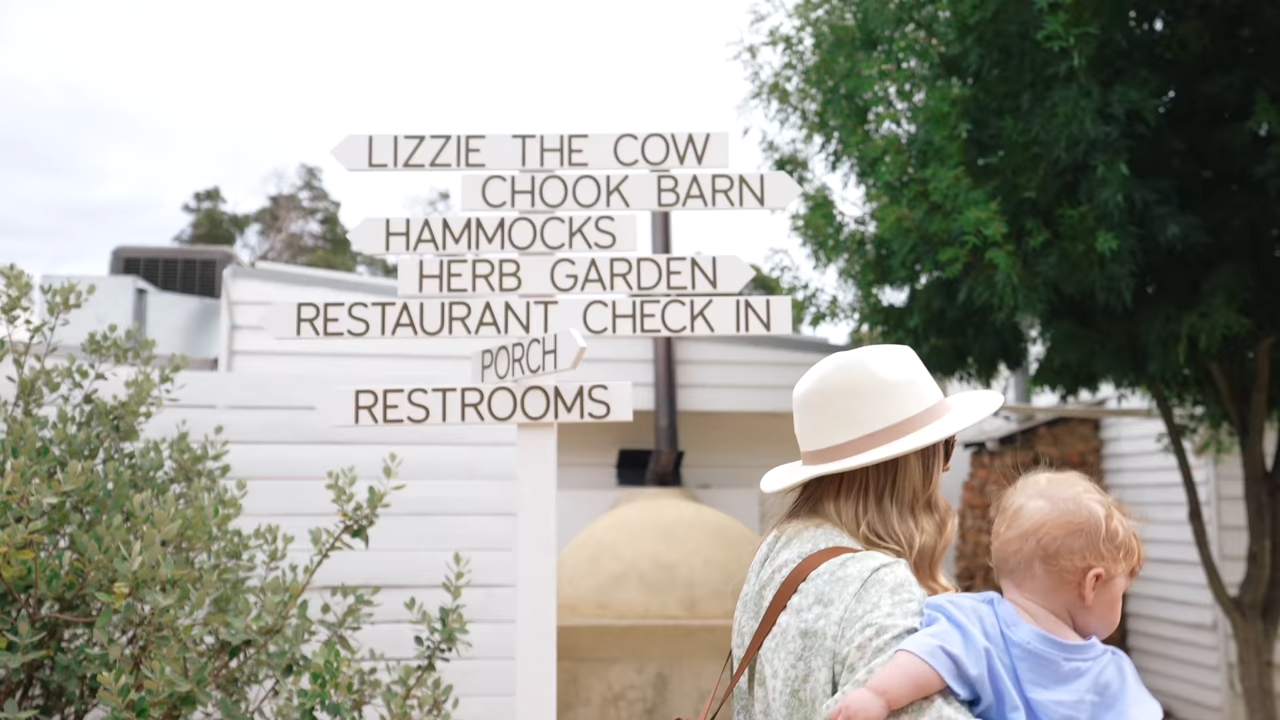 LIZZIE THE COW
CHOOK BARN
HAMMOCKS
HERB GARDEN
RESTAURANT CHECK IN
PORCH
RESTROOMS